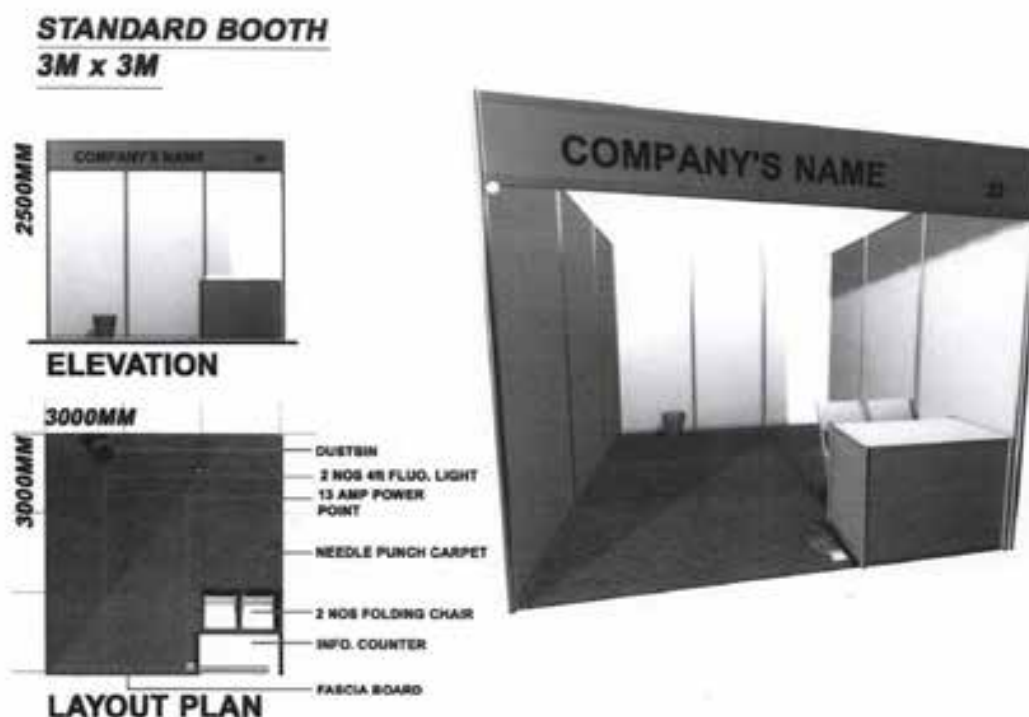 STANDARD BOOTH
3M x 3M
2500MM
COMPANY'S NAME
ELEVATION
3000MM
3000MM
DUSTBIN
2 NOS 4ft FLUO. LIGHT
13 AMP POWER
POINT
NEEDLE PUNCH CARPET
2 NOS FOLDING CHAIR
INFO. COUNTER
FASCIA BOARD
LAYOUT PLAN
COMPANY'S NAME